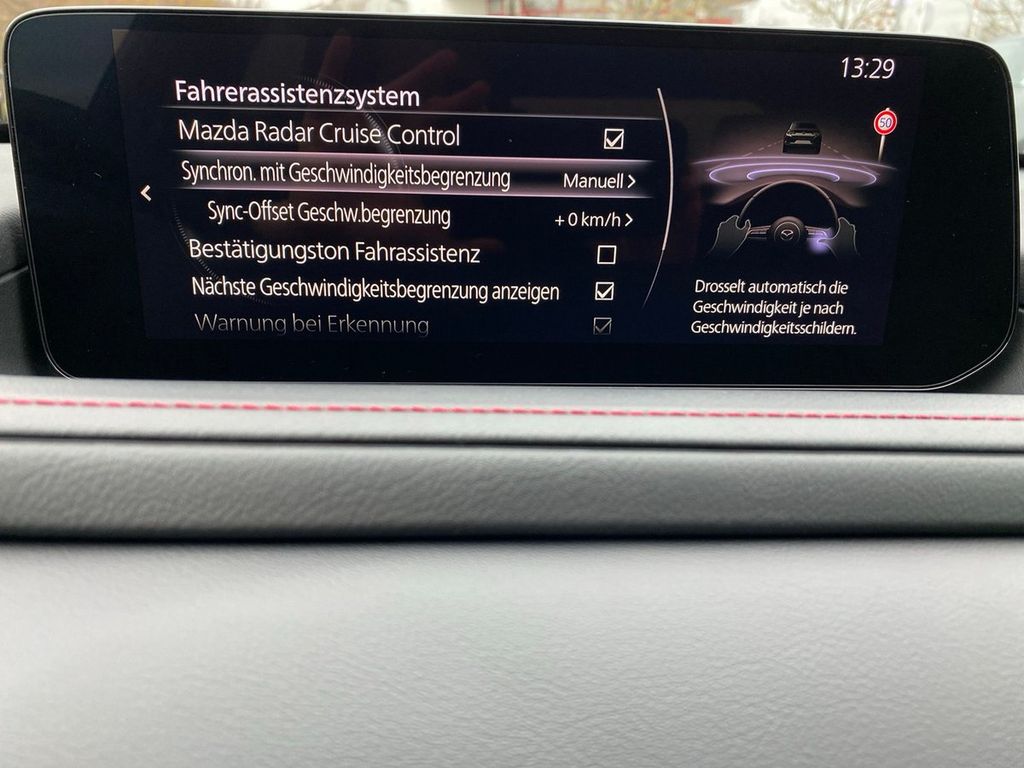 13:29
Fahrerassistenzsystem
Mazda Radar Cruise Control
Synchron. mit Geschwindigkeitsbegrenzung Manuell
Sync-Offset Geschw.begrenzung + 0 km/h
Bestätigungston Fahrassistenz
Nächste Geschwindigkeitsbegrenzung anzeigen
Warnung bei Erkennung
50
Drosselt automatisch die
Geschwindigkeit je nach
Geschwindigkeitsschildern.